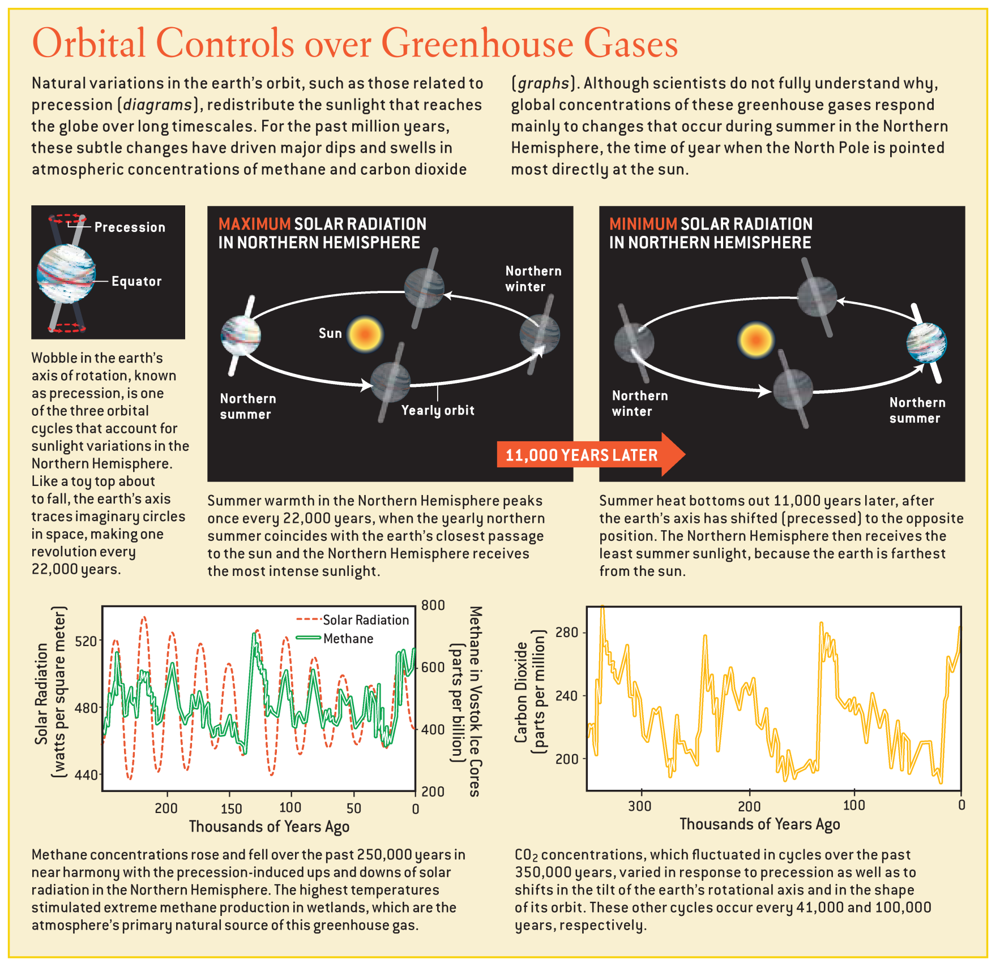 Orbital Controls over Greenhouse Gases
Natural variations in the earth's orbit, such as those related to
precession (diagrams), redistribute the sunlight that reaches
the globe over long timescales. For the past million years,
these subtle changes have driven major dips and swells in
atmospheric concentrations of methane and carbon dioxide
(graphs). Although scientists do not fully understand why,
global concentrations of these greenhouse gases respond
mainly to changes that occur during summer in the Northern
Hemisphere, the time of year when the North Pole is pointed
most directly at the sun.
Precession
Equator
Wobble in the earth's
axis of rotation, known
as precession, is one
of the three orbital
cycles that account for
sunlight variations in the
Northern Hemisphere.
Like a toy top about
to fall, the earth's axis
traces imaginary circles
in space, making one
revolution every
22,000 years.
MAXIMUM SOLAR RADIATION
IN NORTHERN HEMISPHERE
Northern
winter
Sun
Northern
summer
Yearly orbit
11,000 YEARS LATER
Summer warmth in the Northern Hemisphere peaks
once every 22,000 years, when the yearly northern
summer coincides with the earth's closest passage
to the sun and the Northern Hemisphere receives
the most intense sunlight.
MINIMUM SOLAR RADIATION
IN NORTHERN HEMISPHERE
Northern
winter
Northern
summer
Summer heat bottoms out 11,000 years later, after
the earth's axis has shifted (precessed) to the opposite
position. The Northern Hemisphere then receives the
least summer sunlight, because the earth is farthest
from the sun.
Solar Radiation
(watts per square meter)
520
480
440
Solar Radiation
Methane
800
600
400
200
Methane in Vostok Ice Cores
(parts per billion)
200
150
100
50
0
Thousands of Years Ago
Methane concentrations rose and fell over the past 250,000 years in
near harmony with the precession-induced ups and downs of solar
radiation in the Northern Hemisphere. The highest temperatures
stimulated extreme methane production in wetlands, which are the
atmosphere's primary natural source of this greenhouse gas.
Carbon Dioxide
(parts per million)
280
240
200
300
200
100
0
Thousands of Years Ago
CO₂ concentrations, which fluctuated in cycles over the past
350,000 years, varied in response to precession as well as to
shifts in the tilt of the earth's rotational axis and in the shape
of its orbit. These other cycles occur every 41,000 and 100,000
years, respectively.